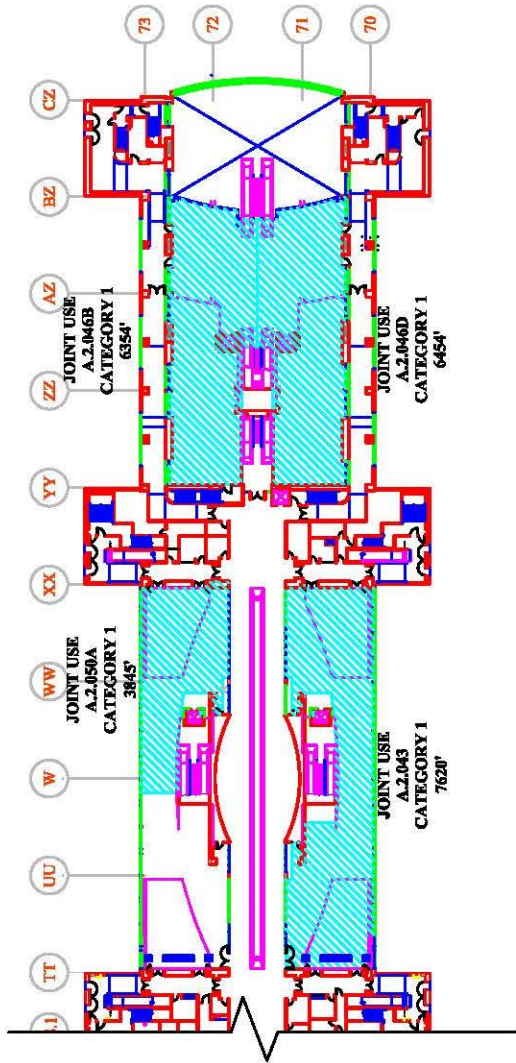 73
72
71
70
CZ
BZ
AZ
ZZ
YY
XX
WW
W
UU
TT
JOINT USE
A.2.046B
CATEGORY 1
6354'
JOINT USE
A.2.046D
CATEGORY 1
6454'
JOINT USE
A.2.050A
CATEGORY 1
3845'
JOINT USE
A.2.043
CATEGORY 1
7620'